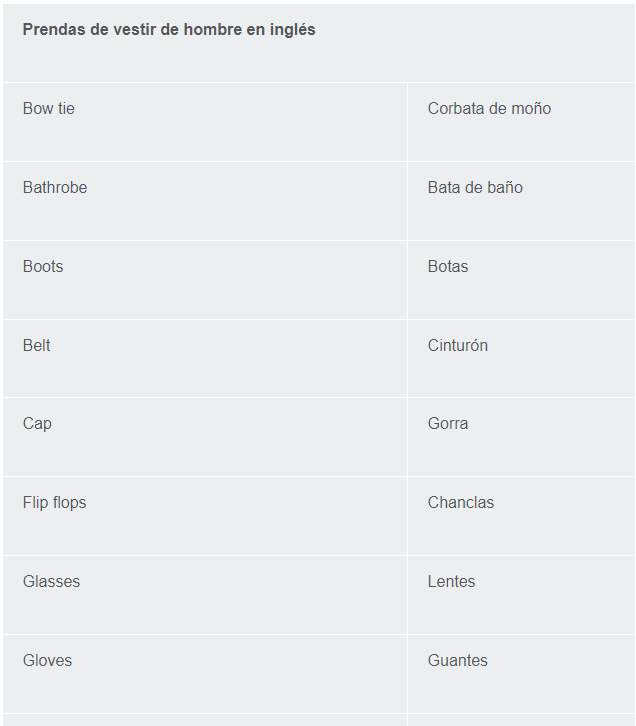 Prendas de vestir de hombre en inglés
Bow tie Corbata de moño
Bathrobe Bata de baño
Boots Botas
Belt Cinturón
Cap Gorra
Flip flops Chanclas
Glasses Lentes
Gloves Guantes